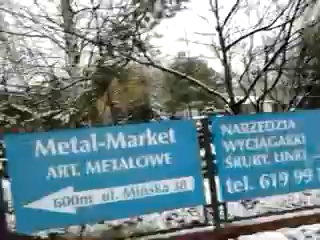 Metal-Market
ART. METALOWE
600m ul. Mińska 38
NARZĘDZIA
WYCIĄGARKI
ŚRUBY, LINKI
tel. 619 99